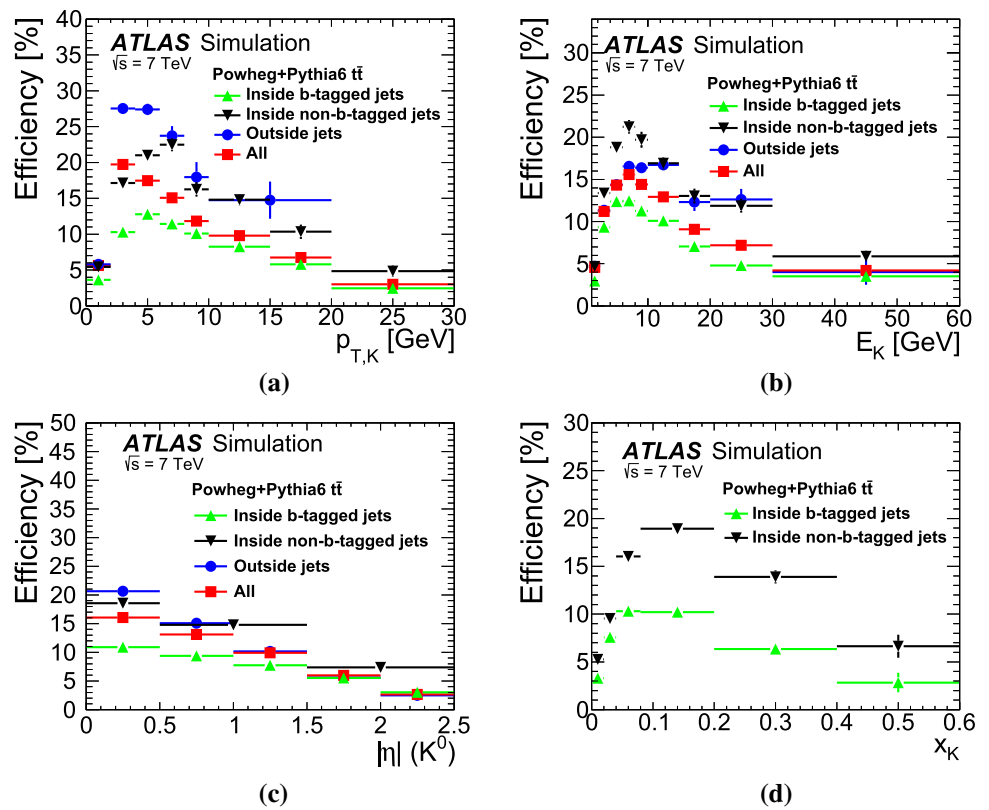 Efficiency [%]
40
35
30
25
20
15
10
5
0
ATLAS Simulation
√s = 7 TeV
Powheg+Pythia6 tt̄
Inside b-tagged jets
Inside non-b-tagged jets
Outside jets
All
0 5 10 15 20 25 30
p_T,K [GeV]
(a)
Efficiency [%]
30
25
20
15
10
5
0
ATLAS Simulation
√s = 7 TeV
Powheg+Pythia6 tt̄
Inside b-tagged jets
Inside non-b-tagged jets
Outside jets
All
10 20 30 40 50 60
E_K [GeV]
(b)
Efficiency [%]
50
45
40
35
30
25
20
15
10
5
0
ATLAS Simulation
√s = 7 TeV
Powheg+Pythia6 tt̄
Inside b-tagged jets
Inside non-b-tagged jets
Outside jets
All
0 0.5 1 1.5 2 2.5
|η| (K⁰)
(c)
Efficiency [%]
30
25
20
15
10
5
0
ATLAS Simulation
√s = 7 TeV
Powheg+Pythia6 tt̄
Inside b-tagged jets
Inside non-b-tagged jets
0 0.1 0.2 0.3 0.4 0.5 0.6
x_K
(d)